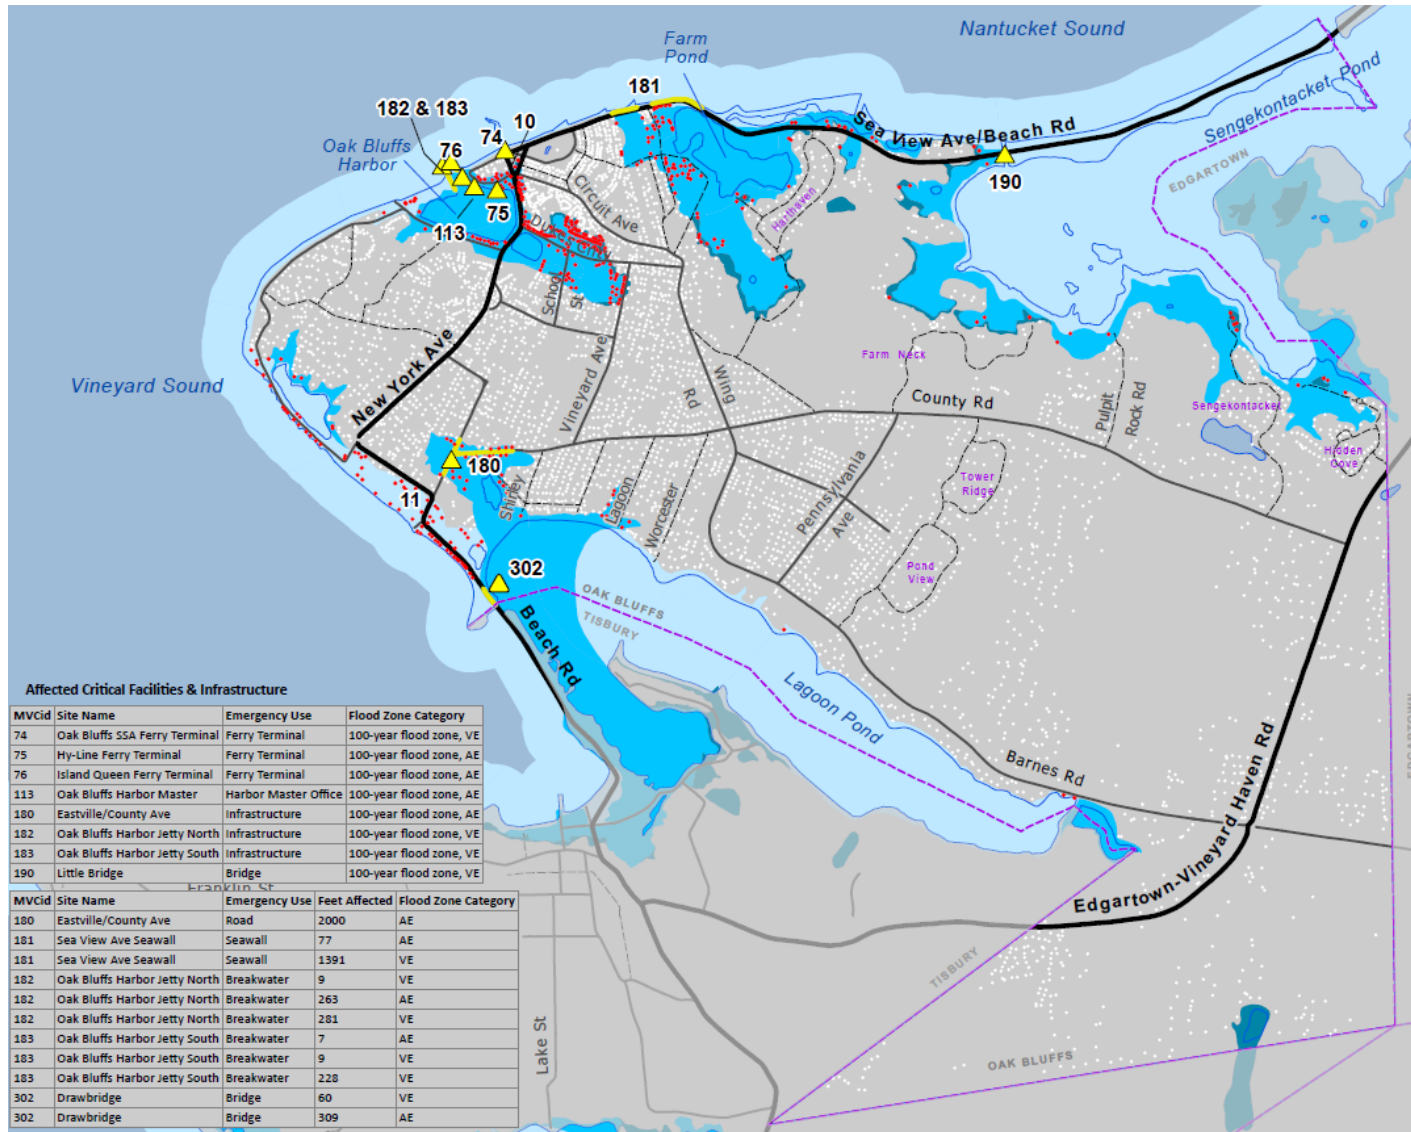 Nantucket Sound
Farm
Pond
181
Sengekontacket Pond
182 & 183
10
74
Sea View Ave/Beach Rd
Oak Bluffs
Harbor
76
EDGARTOWN
190
75
113
Circuit Ave
Harthaven
Dukes Cnty
School
St
Vineyard Sound
New York Ave
Vineyard Ave
Farm Neck
Wing
Rd
County Rd
Pulpit
Rock Rd
Sengekontacket
Hidden
Cove
180
11
Shirley
Lagoon
Worcester
Pennsylvania
Ave
Tower
Ridge
Pond
View
302
OAK BLUFFS
TISBURY
Beach Rd
Lagoon Pond
Barnes Rd
Edgartown-Vineyard Haven Rd
EDGARTOWN
TISBURY
OAK BLUFFS
Franklin St
Lake St
Affected Critical Facilities & Infrastructure
MVCid Site Name Emergency Use Flood Zone Category
74 Oak Bluffs SSA Ferry Terminal Ferry Terminal 100-year flood zone, VE
75 Hy-Line Ferry Terminal Ferry Terminal 100-year flood zone, AE
76 Island Queen Ferry Terminal Ferry Terminal 100-year flood zone, AE
113 Oak Bluffs Harbor Master Harbor Master Office 100-year flood zone, AE
180 Eastville/County Ave Infrastructure 100-year flood zone, AE
182 Oak Bluffs Harbor Jetty North Infrastructure 100-year flood zone, VE
183 Oak Bluffs Harbor Jetty South Infrastructure 100-year flood zone, VE
190 Little Bridge Bridge 100-year flood zone, VE
MVCid Site Name Emergency Use Feet Affected Flood Zone Category
180 Eastville/County Ave Road 2000 AE
181 Sea View Ave Seawall Seawall 77 AE
181 Sea View Ave Seawall Seawall 1391 VE
182 Oak Bluffs Harbor Jetty North Breakwater 9 VE
182 Oak Bluffs Harbor Jetty North Breakwater 263 AE
182 Oak Bluffs Harbor Jetty North Breakwater 281 VE
183 Oak Bluffs Harbor Jetty South Breakwater 7 AE
183 Oak Bluffs Harbor Jetty South Breakwater 9 VE
183 Oak Bluffs Harbor Jetty South Breakwater 228 VE
302 Drawbridge Bridge 60 VE
302 Drawbridge Bridge 309 AE